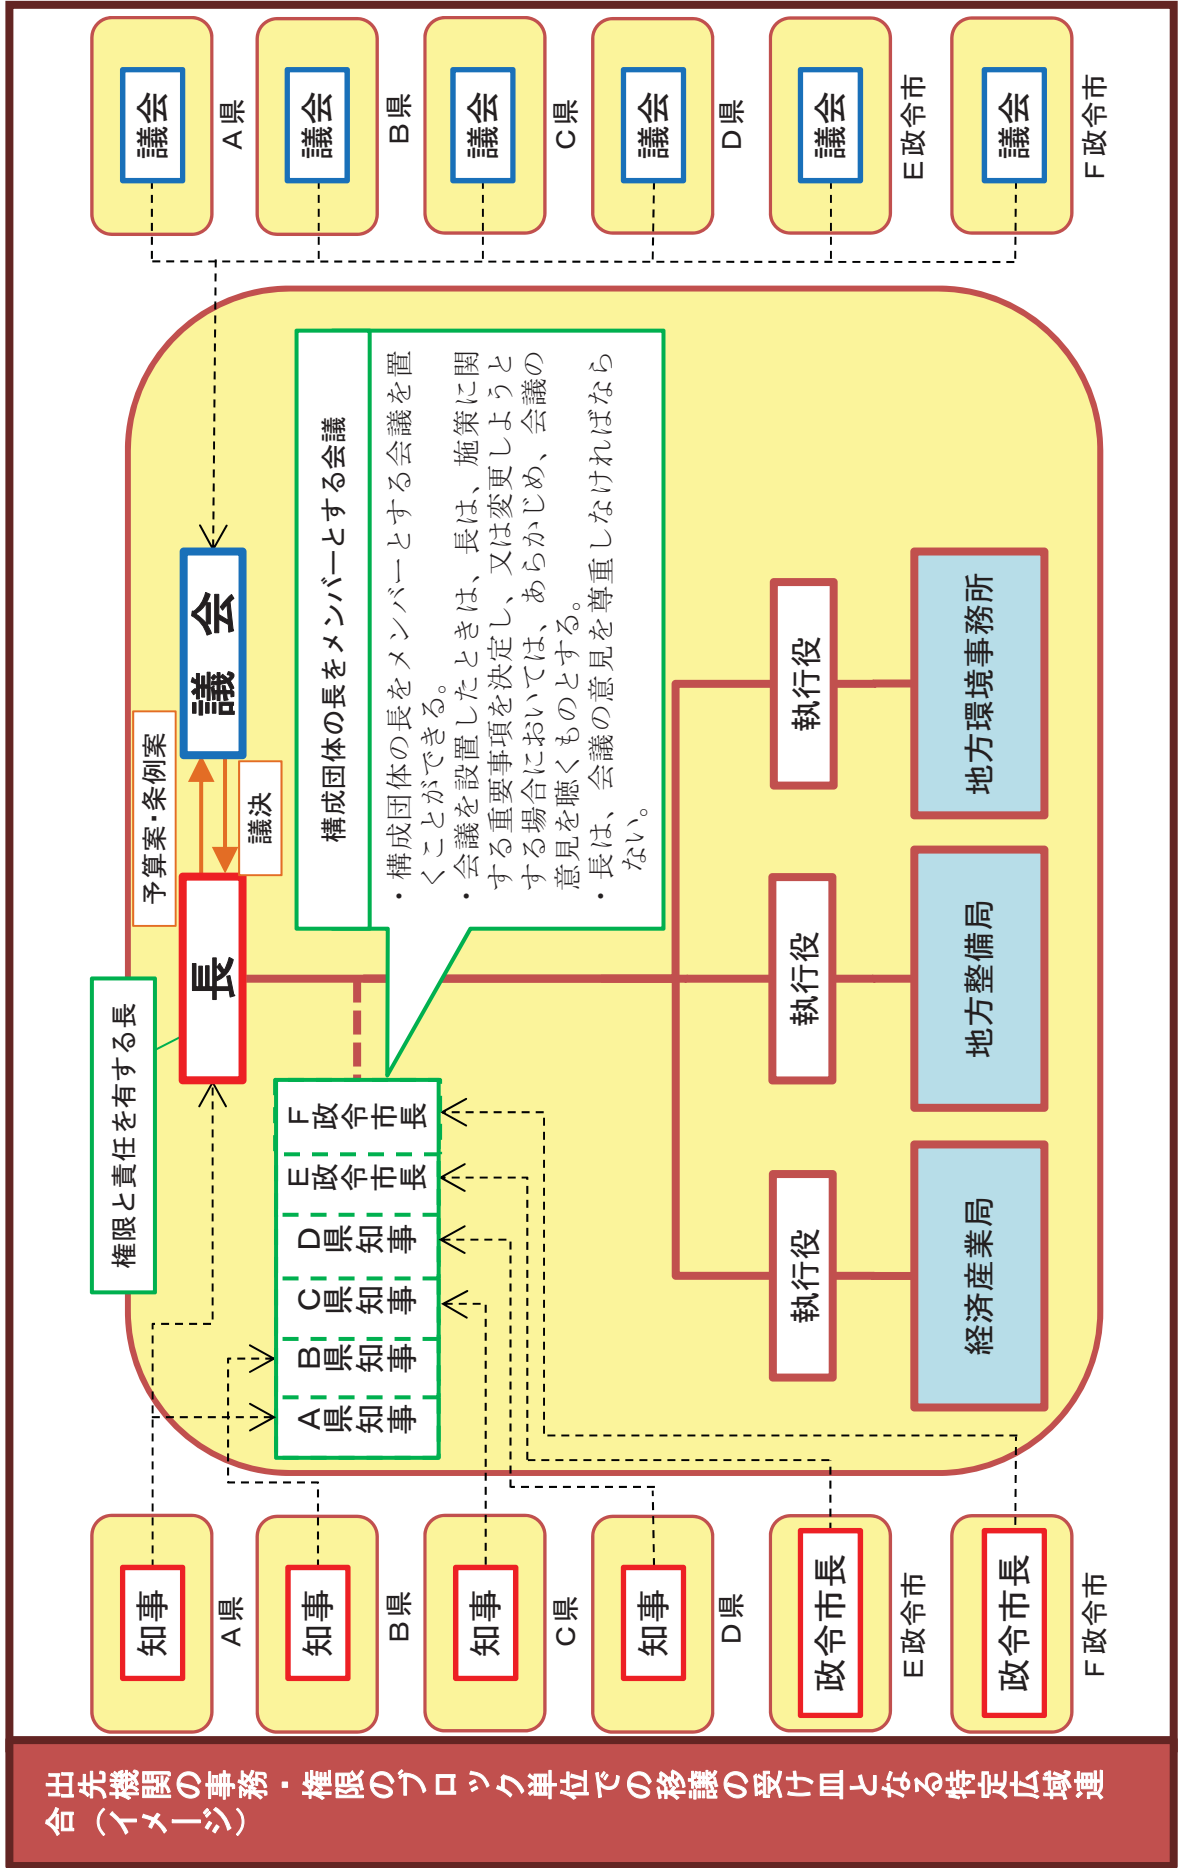 出先機関の事務・権限のブロック単位での移譲の受け皿となる特定広域連
合（イメージ）
知事
A県
知事
B県
知事
C県
知事
D県
政令市長
E政令市
政令市長
F政令市
権限と責任を有する長
長
予算案・条例案
議決
議会
A県知事
B県知事
C県知事
D県知事
E政令市長
F政令市長
構成団体の長をメンバーとする会議
・構成団体の長をメンバーとする会議を置
くことができる。
・会議を設置したときは、長は、施策に関
する重要事項を決定し、又は変更しようと
する場合においては、あらかじめ、会議の
意見を聴くものとする。
・長は、会議の意見を尊重しなければなら
ない。
執行役
執行役
執行役
経済産業局
地方整備局
地方環境事務所
議会
A県
議会
B県
議会
C県
議会
D県
議会
E政令市
議会
F政令市